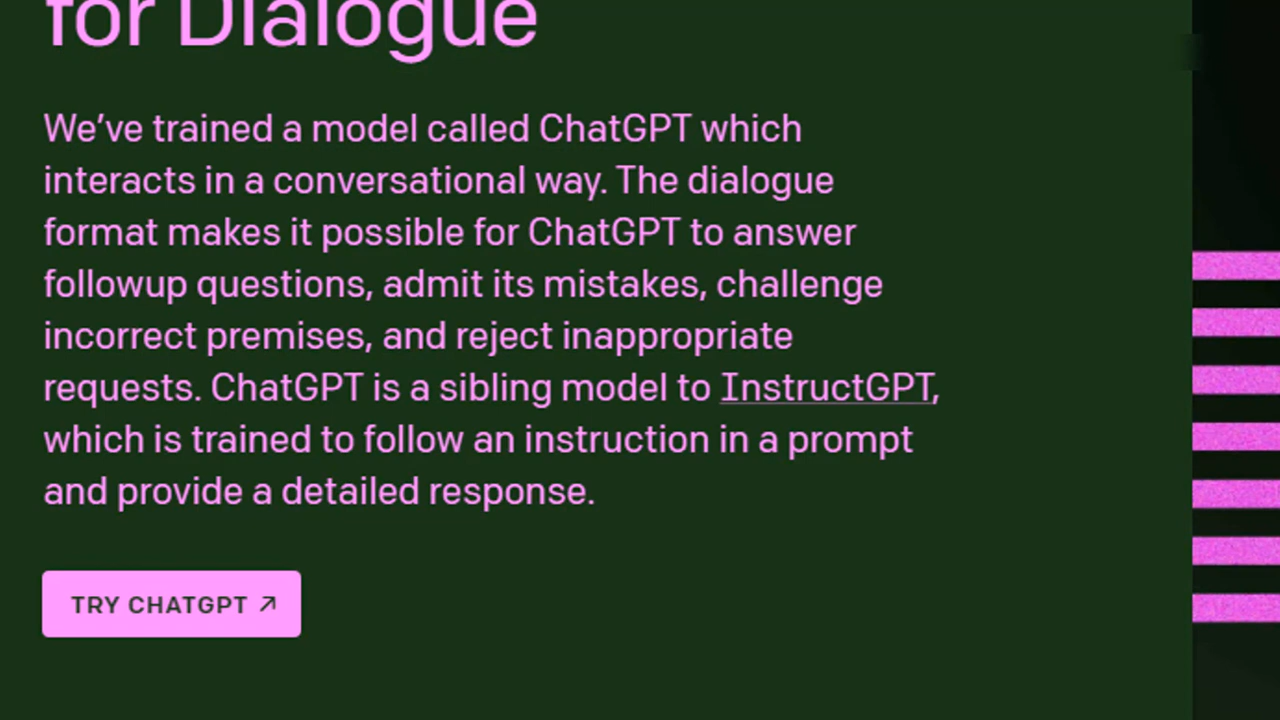 for Dialogue
We’ve trained a model called ChatGPT which
interacts in a conversational way. The dialogue
format makes it possible for ChatGPT to answer
followup questions, admit its mistakes, challenge
incorrect premises, and reject inappropriate
requests. ChatGPT is a sibling model to InstructGPT,
which is trained to follow an instruction in a prompt
and provide a detailed response.
TRY CHATGPT ↗